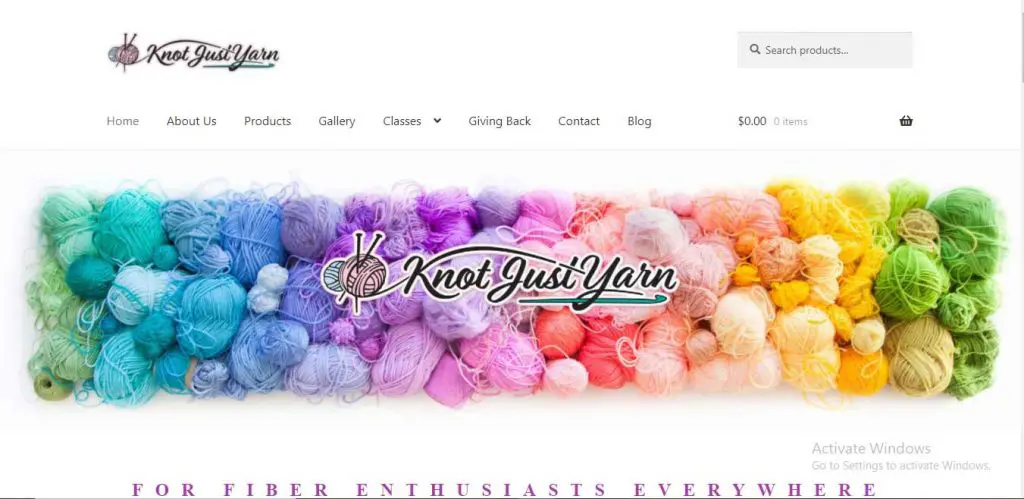 Knot Just Yarn
Search products...
Home About Us Products Gallery Classes Giving Back Contact Blog $0.00 0 items
Knot Just Yarn
Activate Windows
Go to Settings to activate Windows.
FOR FIBER ENTHUSIASTS EVERYWHERE